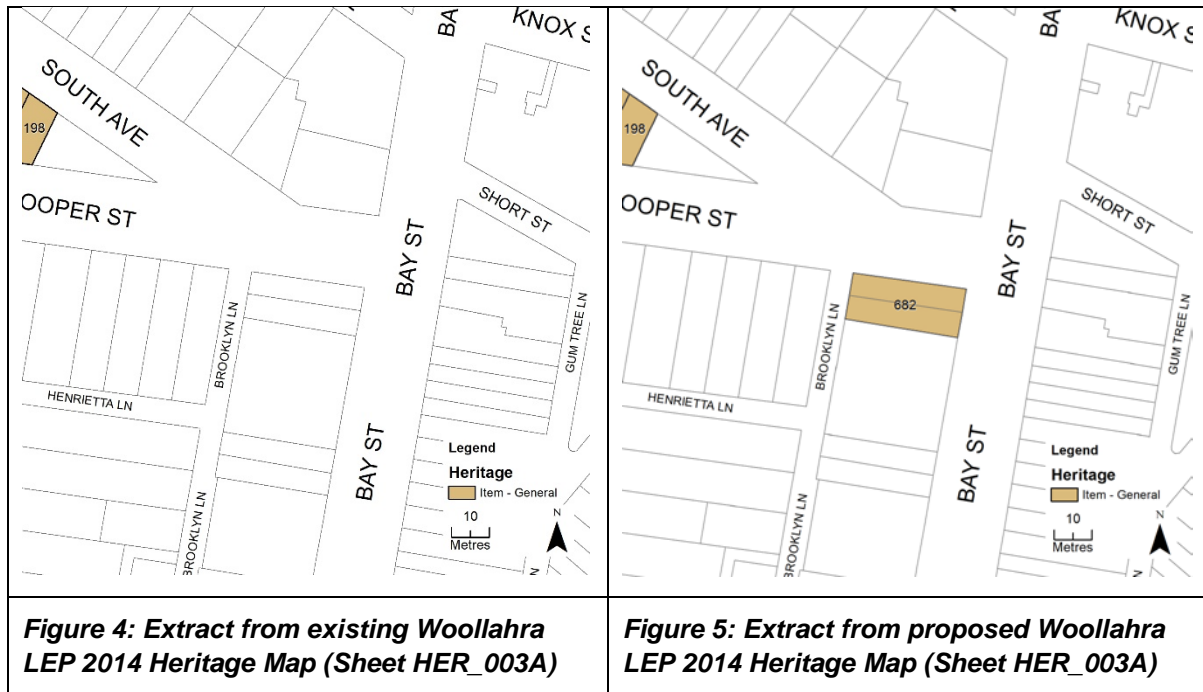 BA
KNOX S
SOUTH AVE
198
OOPER ST
SHORT ST
BAY ST
GUM TREE LN
BROOKLYN LN
HENRIETTA LN
BAY ST
BROOKLYN LN
Legend
Heritage
Item - General
10
Metres
N
N
Figure 4: Extract from existing Woollahra
LEP 2014 Heritage Map (Sheet HER_003A)
BA
KNOX S
SOUTH AVE
198
OOPER ST
SHORT ST
BAY ST
682
GUM TREE LN
BROOKLYN LN
HENRIETTA LN
BAY ST
BROOKLYN LN
Legend
Heritage
Item - General
10
Metres
N
N
Figure 5: Extract from proposed Woollahra
LEP 2014 Heritage Map (Sheet HER_003A)